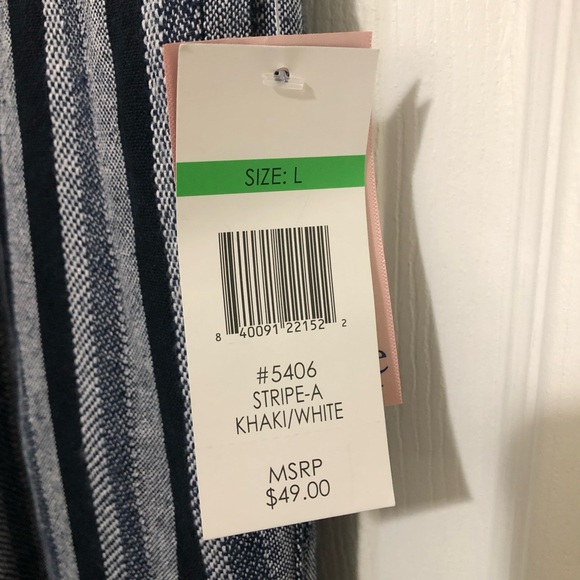 SIZE: L
8 40091 22152 2
#5406
STRIPE-A
KHAKI/WHITE
MSRP
$49.00